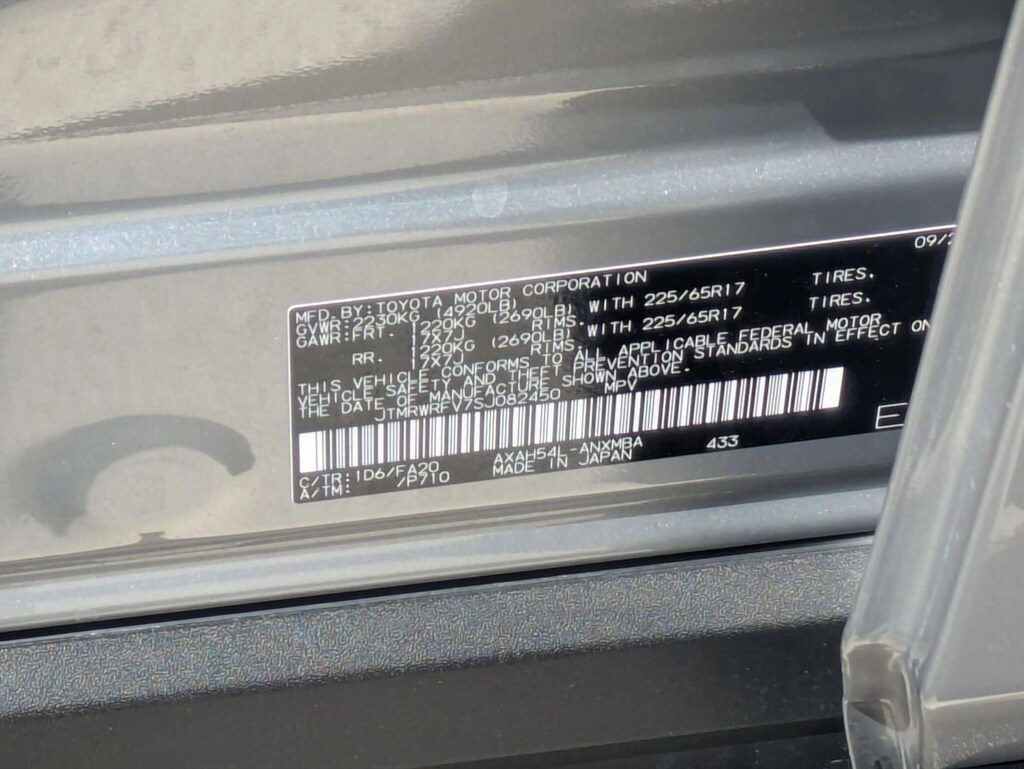 09/2
MFD. BY: TOYOTA MOTOR CORPORATION
GVWR: 2230KG (4920LB)
GAWR: FRT. 1220KG (2690LB) WITH 225/65R17 TIRES.
17X7J RTIMS.
RR. 1220KG (2690LB) WITH 225/65R17 TIRES.
17X7J RTIMS.
THIS VEHICLE CONFORMS TO ALL APPLICABLE FEDERAL MOTOR
VEHICLE SAFETY AND THEFT PREVENTION STANDARDS IN EFFECT ON
THE DATE OF MANUFACTURE SHOWN ABOVE.
JTMRWRFV7SJ082450 MPV
C/TR: 1D6/FA20 AXAH54L-ANXMBA 433
A/TM: /P710 MADE IN JAPAN
E